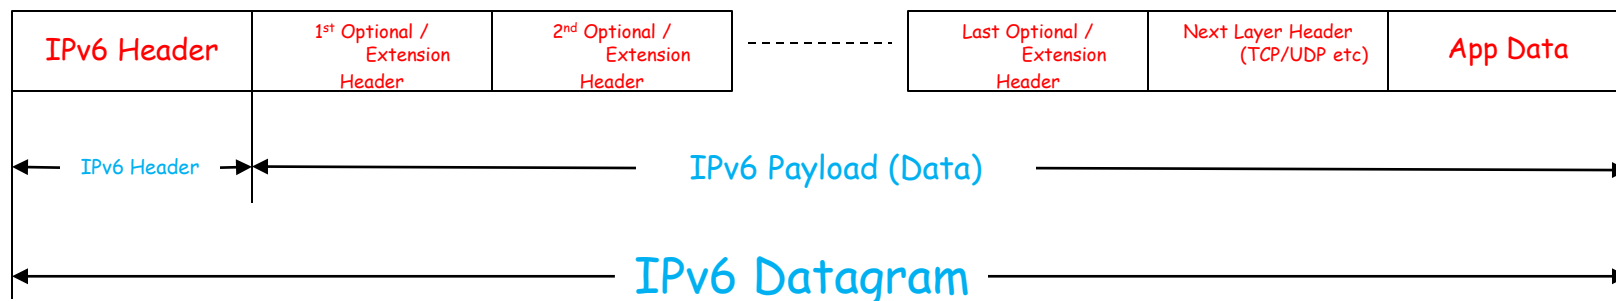 IPv6 Header
1st Optional /
Extension
Header
2nd Optional /
Extension
Header
Last Optional /
Extension
Header
Next Layer Header
(TCP/UDP etc)
App Data
IPv6 Header
IPv6 Payload (Data)
IPv6 Datagram